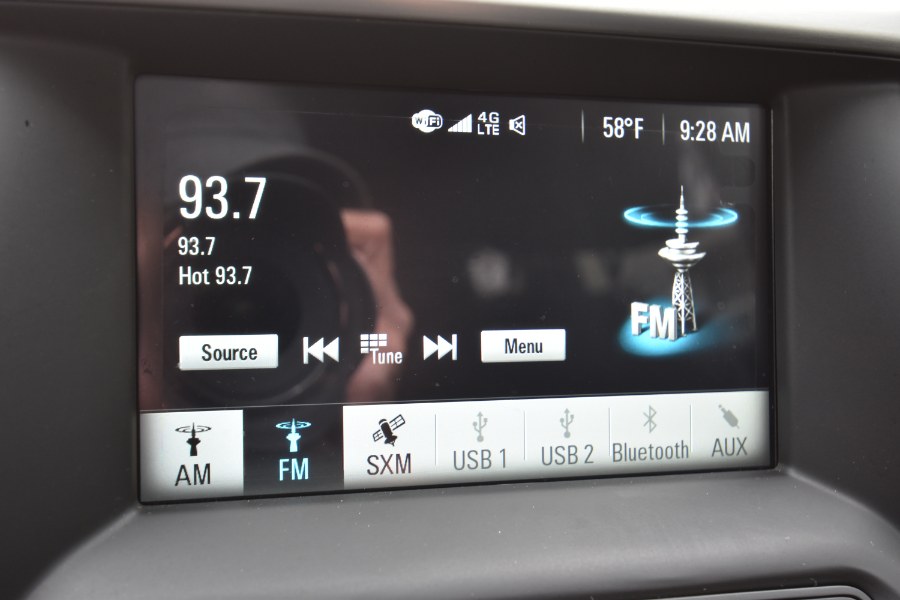 WiFi 4G LTE 58°F 9:28 AM
93.7
93.7
Hot 93.7
FM
Source Tune Menu
AM FM SXM USB 1 USB 2 Bluetooth AUX